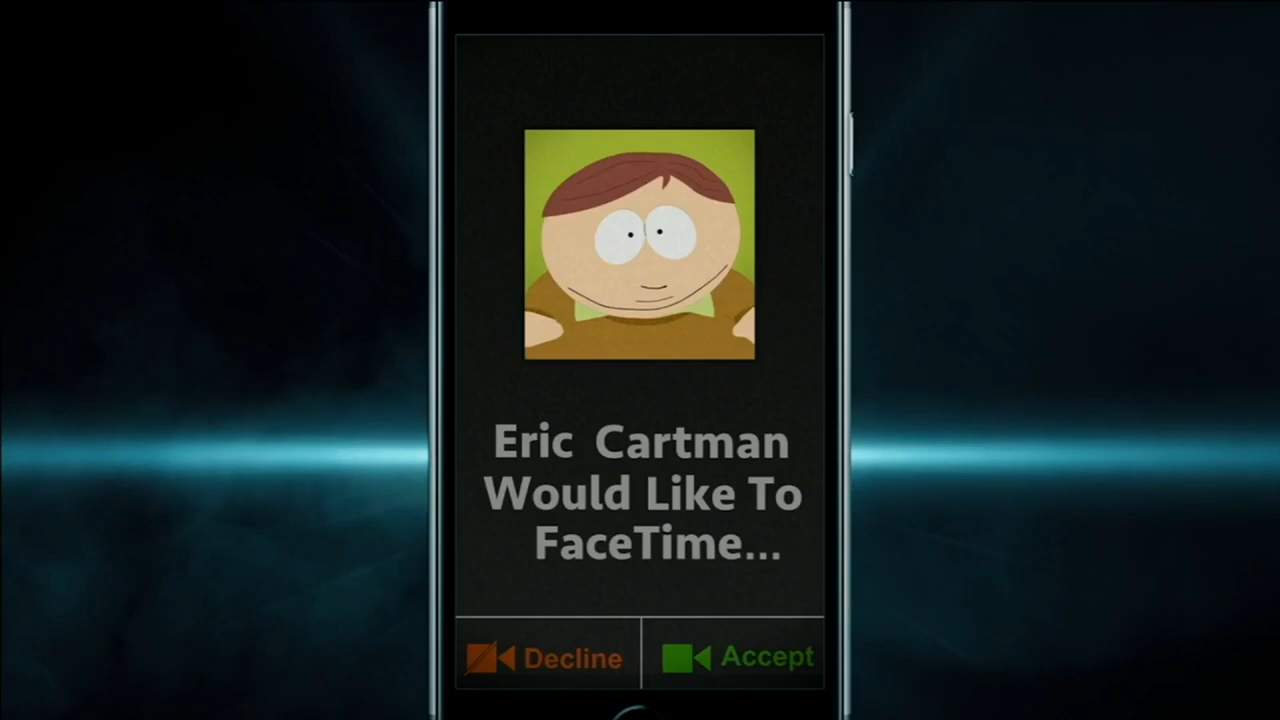 Eric Cartman
Would Like To
FaceTime...
Decline
Accept